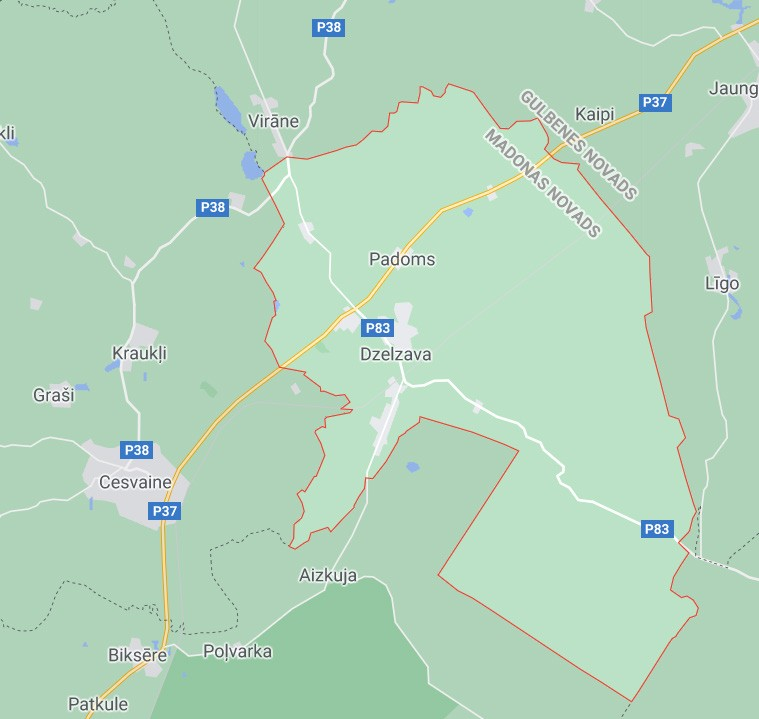 P38
P37
Jaung
GULBENES NOVADS
Kaipi
Virāne
kli
MADONAS NOVADS
P38
Padoms
Līgo
P83
Kraukļi
Dzelzava
Graši
P38
Cesvaine
P37
P83
Aizkuja
Biksēre
Poļvarka
Patkule